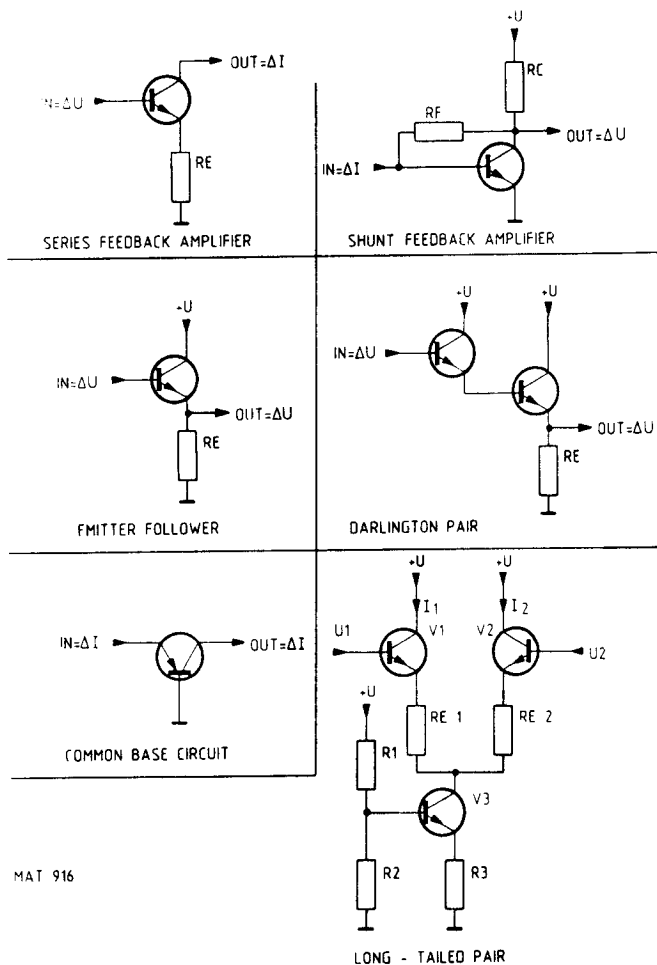 +U
OUT=ΔI
RC
IN=ΔU
RF
OUT=ΔU
IN=ΔI
RE
SERIES FEEDBACK AMPLIFIER
SHUNT FEEDBACK AMPLIFIER
+U
+U
+U
IN=ΔU
IN=ΔU
OUT=ΔU
OUT=ΔU
RE
RE
EMITTER FOLLOWER
DARLINGTON PAIR
+U
+U
I1
I2
IN=ΔI
OUT=ΔI
U1
V1
V2
U2
+U
RE 1
RE 2
COMMON BASE CIRCUIT
R1
V3
MAT 916
R2
R3
LONG - TAILED PAIR